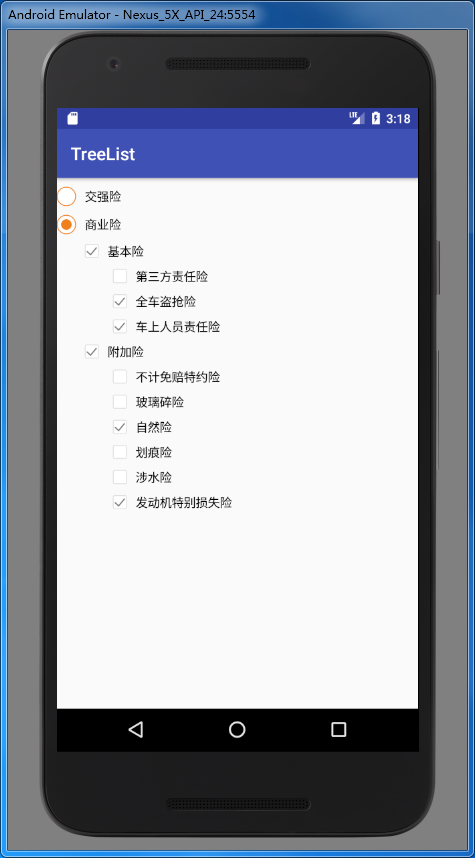 Android Emulator - Nexus_5X_API_24:5554
LTE 3:18
TreeList
交强险
商业险
基本险
第三方责任险
全车盗抢险
车上人员责任险
附加险
不计免赔特约险
玻璃碎险
自然险
划痕险
涉水险
发动机特别损失险